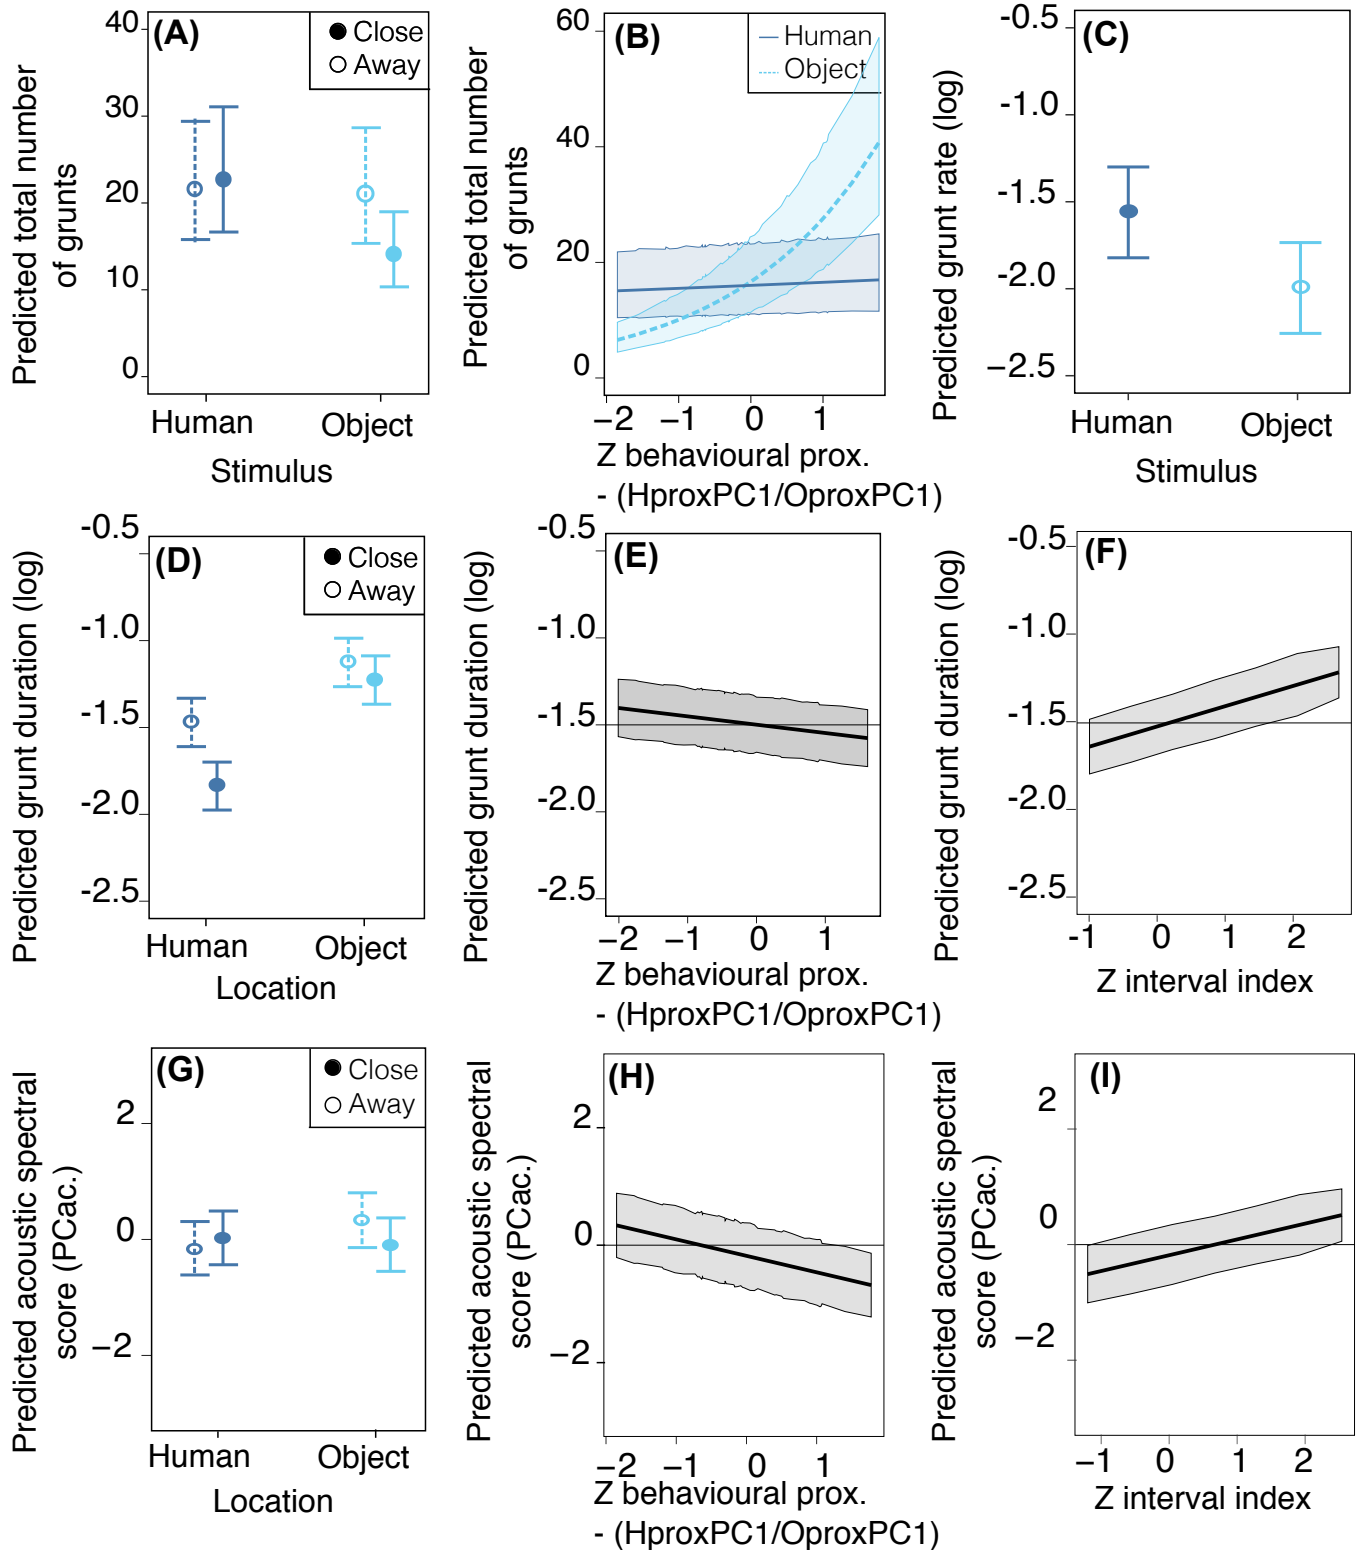 (A)
Close
Away
40
30
20
10
0
Predicted total number
of grunts
Human
Object
Stimulus
(B)
Human
Object
60
40
20
0
Predicted total number
of grunts
−2 −1 0 1
Z behavioural prox.
- (HproxPC1/OproxPC1)
(C)
-0.5
-1.0
-1.5
-2.0
−2.5
Predicted grunt rate (log)
Human
Object
Stimulus
(D)
Close
Away
-0.5
-1.0
-1.5
-2.0
-2.5
Predicted grunt duration (log)
Human
Object
Location
(E)
-0.5
-1.0
-1.5
-2.0
-2.5
Predicted grunt duration (log)
−2 −1 0 1
Z behavioural prox.
- (HproxPC1/OproxPC1)
(F)
-0.5
-1.0
-1.5
-2.0
-2.5
Predicted grunt duration (log)
-1 0 1 2
Z interval index
(G)
Close
Away
2
0
−2
Predicted acoustic spectral
score (PCac.)
Human
Object
Location
(H)
2
0
−2
Predicted acoustic spectral
score (PCac.)
−2 −1 0 1
Z behavioural prox.
- (HproxPC1/OproxPC1)
(I)
2
0
−2
Predicted acoustic spectral
score (PCac.)
−1 0 1 2
Z interval index